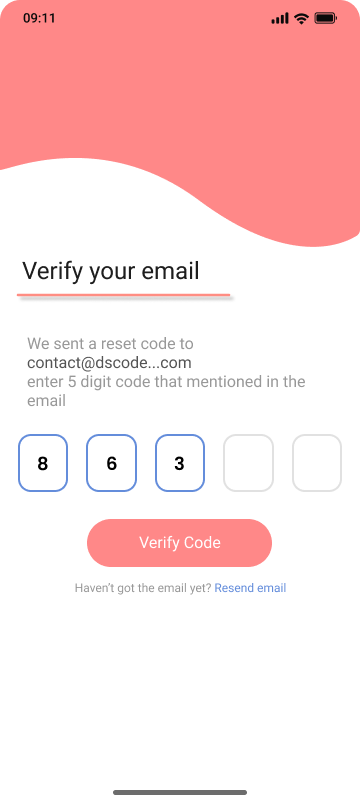 09:11
Verify your email
We sent a reset code to
contact@dscode...com
enter 5 digit code that mentioned in the
email
8 6 3
Verify Code
Haven’t got the email yet? Resend email